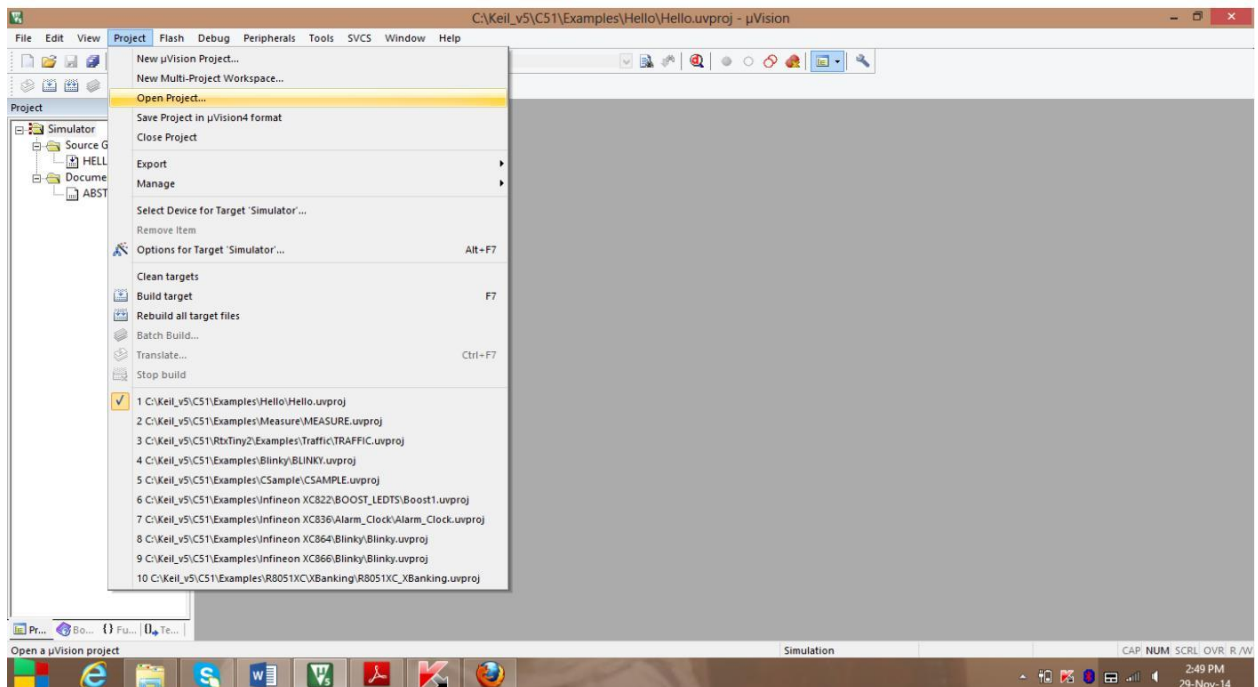 C:\Keil_v5\C51\Examples\Hello\Hello.uvproj - µVision
File Edit View Project Flash Debug Peripherals Tools SVCS Window Help
New µVision Project...
New Multi-Project Workspace...
Open Project...
Save Project in µVision4 format
Close Project
Export
Manage
Select Device for Target 'Simulator'...
Remove Item
Options for Target 'Simulator'... Alt+F7
Clean targets
Build target F7
Rebuild all target files
Batch Build...
Translate... Ctrl+F7
Stop build
1 C:\Keil_v5\C51\Examples\Hello\Hello.uvproj
2 C:\Keil_v5\C51\Examples\Measure\MEASURE.uvproj
3 C:\Keil_v5\C51\RtxTiny2\Examples\Traffic\TRAFFIC.uvproj
4 C:\Keil_v5\C51\Examples\Blinky\BLINKY.uvproj
5 C:\Keil_v5\C51\Examples\CSample\CSAMPLE.uvproj
6 C:\Keil_v5\C51\Examples\Infineon XC822\BOOST_LEDTS\Boost1.uvproj
7 C:\Keil_v5\C51\Examples\Infineon XC836\Alarm_Clock\Alarm_Clock.uvproj
8 C:\Keil_v5\C51\Examples\Infineon XC864\Blinky\Blinky.uvproj
9 C:\Keil_v5\C51\Examples\Infineon XC866\Blinky\Blinky.uvproj
10 C:\Keil_v5\C51\Examples\R8051XC\XBanking\R8051XC_XBanking.uvproj
Project
Simulator
Source G
HELL
Docume
ABST
Pr... Bo... {} Fu... Te...
Open a µVision project Simulation CAP NUM SCRL OVR R/W
2:49 PM
29-Nov-14